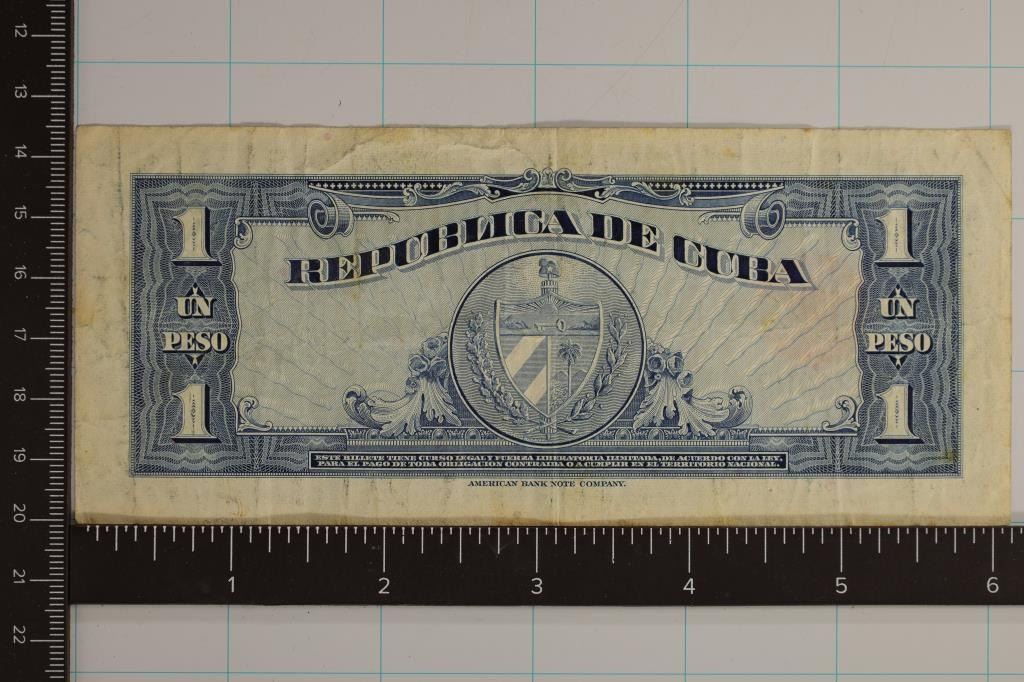 12
13
14
15
16
17
18
19
20
21
22
REPUBLICA DE CUBA
1
1
UN
PESO
UN
PESO
1
1
ESTE BILLETE TIENE CURSO LEGAL Y FUERZA LIBERATORIA ILIMITADA, DE ACUERDO CON LA LEY,
PARA EL PAGO DE TODA OBLIGACION CONTRAIDA O A CUMPLIR EN EL TERRITORIO NACIONAL.
AMERICAN BANK NOTE COMPANY.
1 2 3 4 5 6